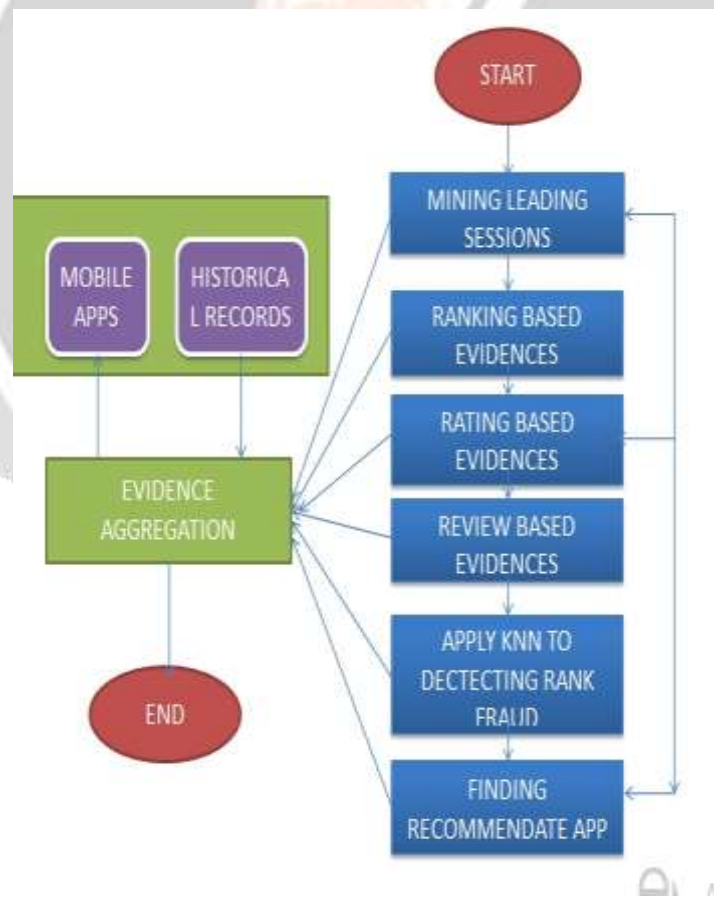 START
MINING LEADING
SESSIONS
MOBILE
APPS
HISTORICA
L RECORDS
RANKING BASED
EVIDENCES
RATING BASED
EVIDENCES
EVIDENCE
AGGREGATION
REVIEW BASED
EVIDENCES
APPLY KNN TO
DECTECTING RANK
FRAUD
END
FINDING
RECOMMENDATE APP